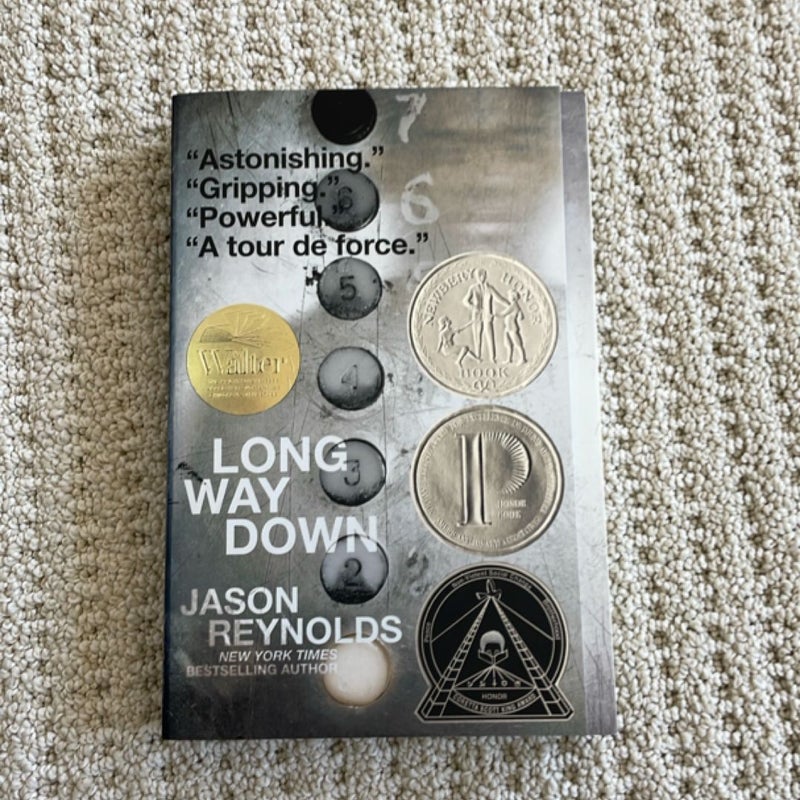 7
“Astonishing.”
“Gripping.”
6 6
“Powerful.”
“A tour de force.”
5
NEWBERY HONOR
BOOK
Walter
4
P
HONOR
BOOK
LONG
3
WAY
DOWN
2
JASON
REYNOLDS
NEW YORK TIMES
BESTSELLING AUTHOR
HONOR
CORETTA SCOTT KING AWARD